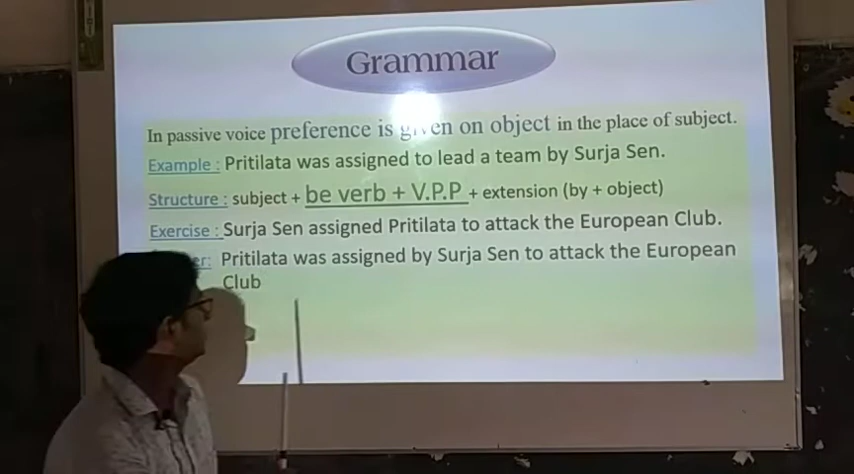 Grammar
In passive voice preference is given on object in the place of subject.
Example : Pritilata was assigned to lead a team by Surja Sen.
Structure : subject + be verb + V.P.P + extension (by + object)
Exercise : Surja Sen assigned Pritilata to attack the European Club.
er: Pritilata was assigned by Surja Sen to attack the European
Club